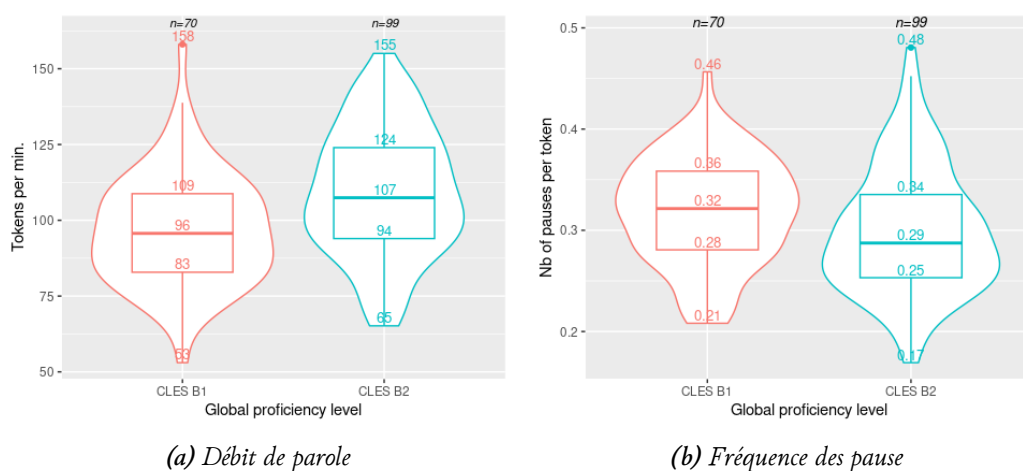 n=70
n=99
158
155
150
125
124
109
107
100
96
94
83
75
65
53
50
Tokens per min.
CLES B1
CLES B2
Global proficiency level
(a) Débit de parole
n=70
n=99
0.5
0.48
0.46
0.4
0.36
0.34
0.32
0.3
0.29
0.28
0.25
0.21
0.2
0.17
Nb of pauses per token
CLES B1
CLES B2
Global proficiency level
(b) Fréquence des pause